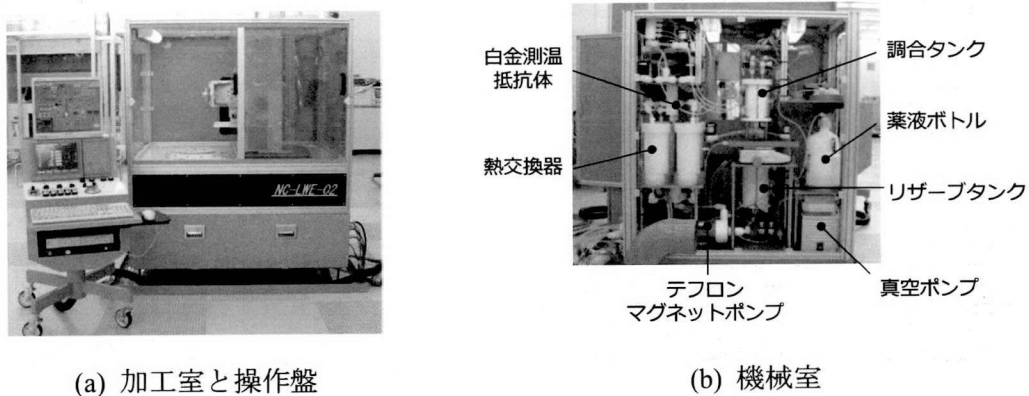 NC-LWE-02
白金測温
抵抗体
熱交換器
テフロン
マグネットポンプ
調合タンク
薬液ボトル
リザーブタンク
真空ポンプ
(a) 加工室と操作盤
(b) 機械室